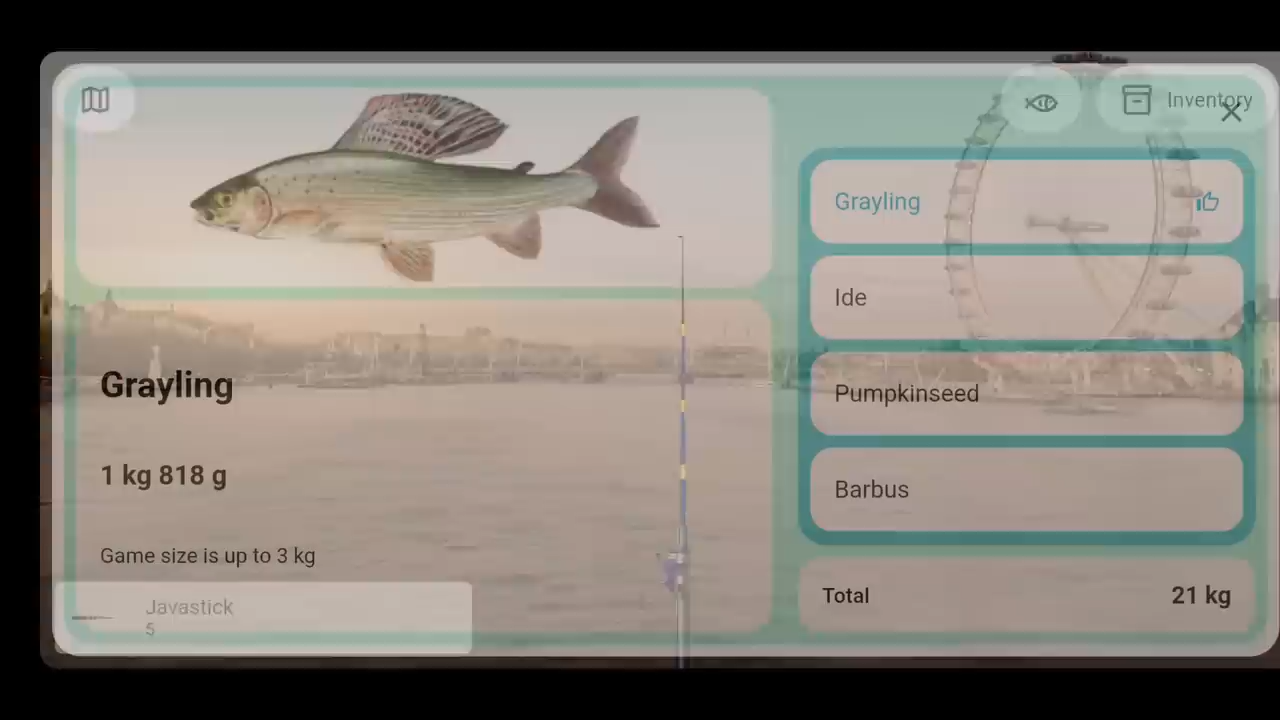 Inventory
Grayling
Ide
Pumpkinseed
Barbus
Grayling
1 kg 818 g
Game size is up to 3 kg
Javastick
5
Total
21 kg